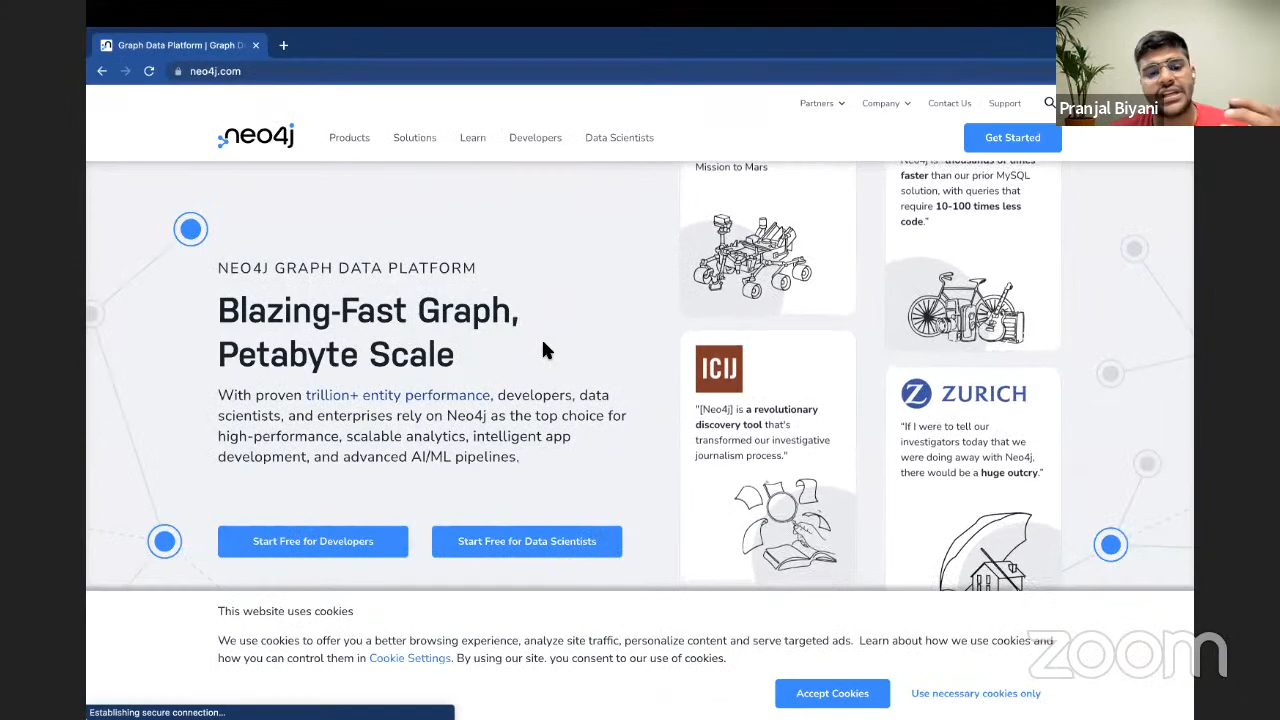 Graph Data Platform | Graph D
neo4j.com
Pranjal Biyani
Partners
Company
Contact Us
Support
neo4j
Products
Solutions
Learn
Developers
Data Scientists
Get Started
Mission to Mars
Neo4j is "thousands of times
faster than our prior MySQL
solution, with queries that
require 10-100 times less
code."
NEO4J GRAPH DATA PLATFORM
Blazing-Fast Graph,
Petabyte Scale
With proven trillion+ entity performance, developers, data
scientists, and enterprises rely on Neo4j as the top choice for
high-performance, scalable analytics, intelligent app
development, and advanced AI/ML pipelines.
Start Free for Developers
Start Free for Data Scientists
ICIJ
"[Neo4j] is a revolutionary
discovery tool that's
transformed our investigative
journalism process."
Z ZURICH
"If I were to tell our
investigators today that we
were doing away with Neo4j,
there would be a huge outcry."
This website uses cookies
We use cookies to offer you a better browsing experience, analyze site traffic, personalize content and serve targeted ads. Learn about how we use cookies and
how you can control them in Cookie Settings. By using our site, you consent to our use of cookies.
zoom
Accept Cookies
Use necessary cookies only
Establishing secure connection...